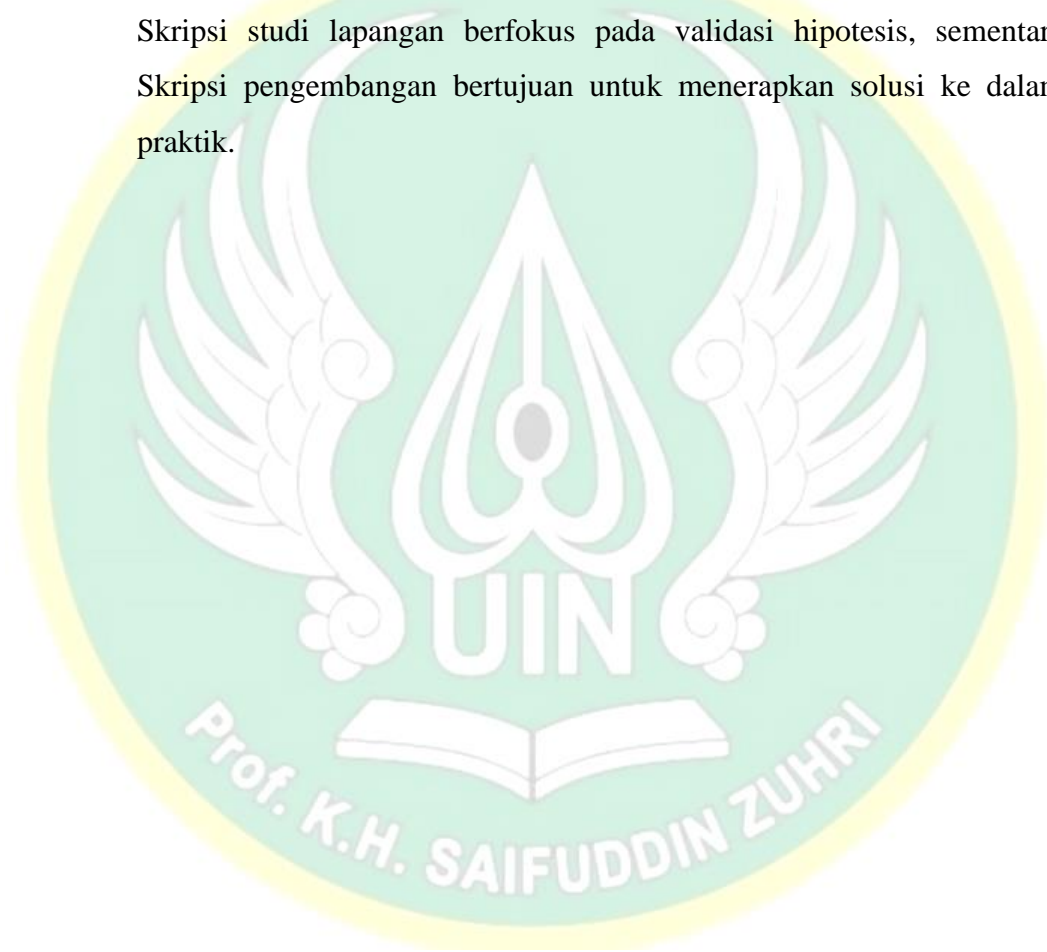 Skripsi studi lapangan berfokus pada validasi hipotesis, sementar
Skripsi pengembangan bertujuan untuk menerapkan solusi ke dalam
praktik.
UIN
Prof. K.H. SAIFUDDIN ZUHRI